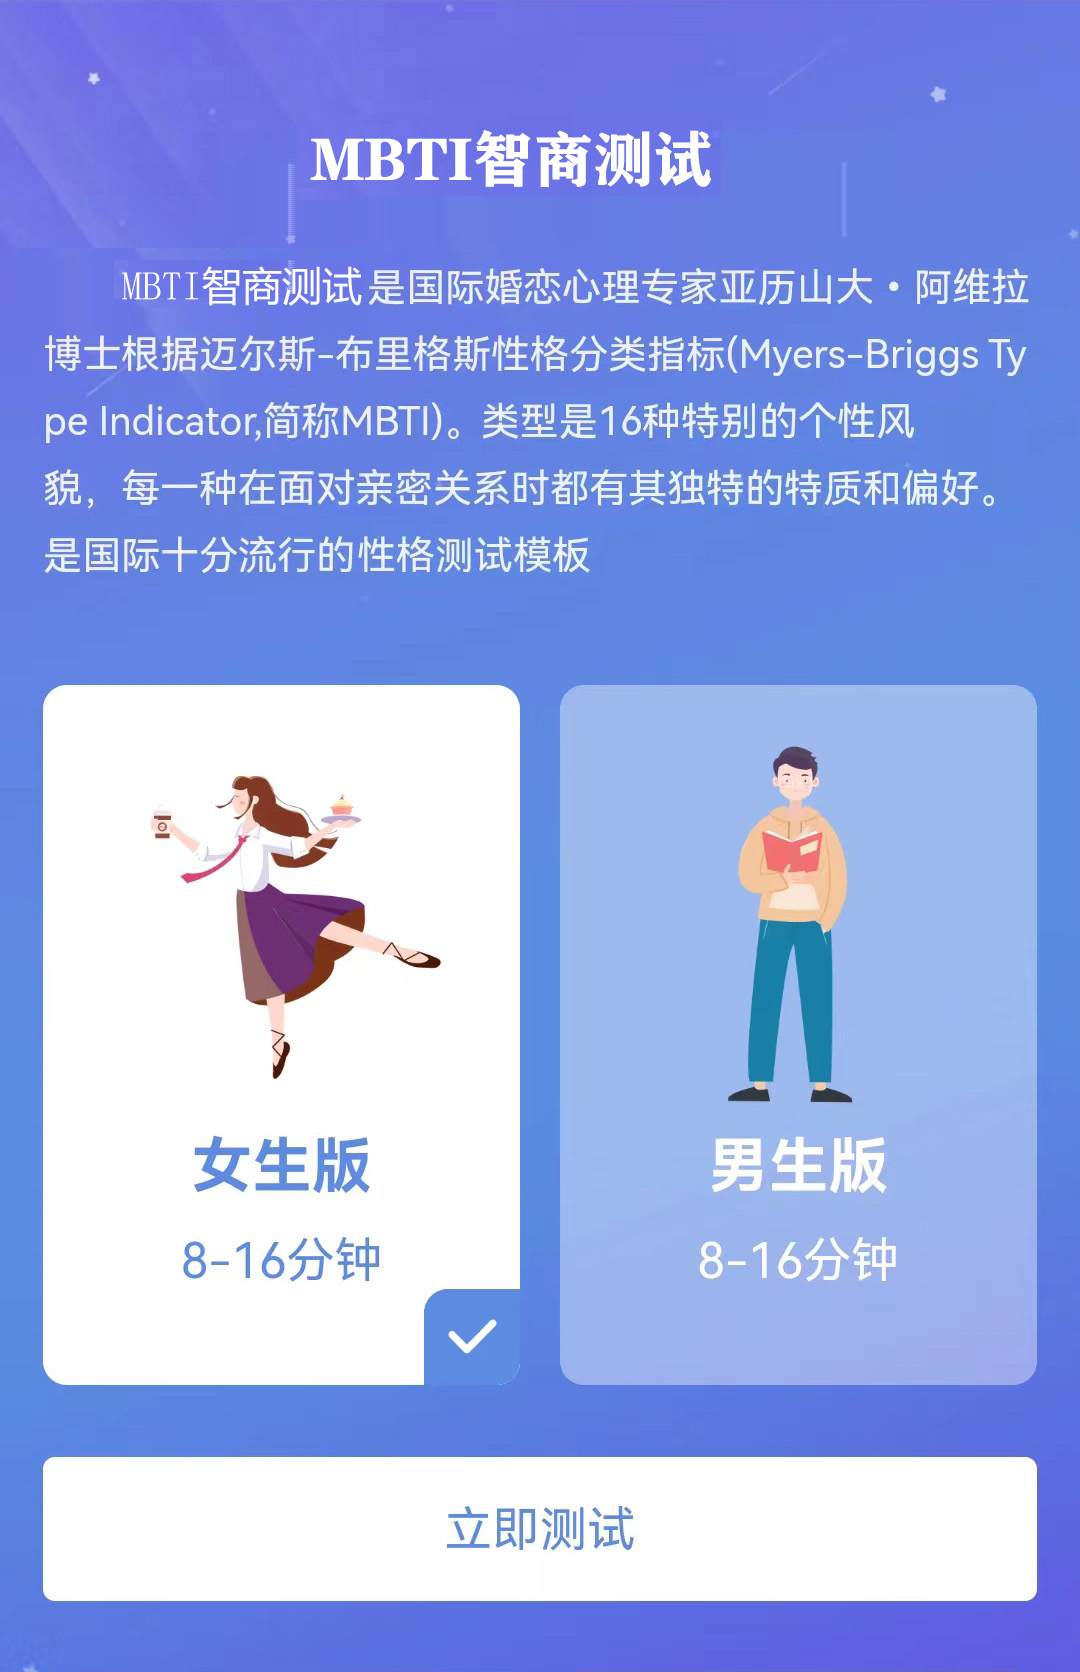 MBTI智商测试
MBTI智商测试是国际婚恋心理专家亚历山大·阿维拉
博士根据迈尔斯-布里格斯性格分类指标(Myers-Briggs Ty
pe Indicator,简称MBTI)。类型是16种特别的个性风
貌，每一种在面对亲密关系时都有其独特的特质和偏好。
是国际十分流行的性格测试模板
女生版
8-16分钟
男生版
8-16分钟
立即测试